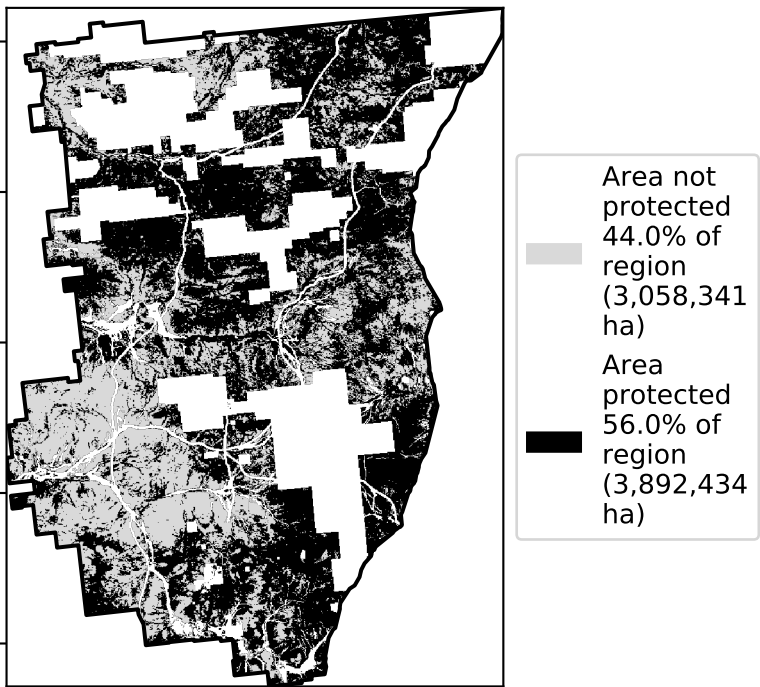 Area not
protected
44.0% of
region
(3,058,341
ha)
Area
protected
56.0% of
region
(3,892,434
ha)